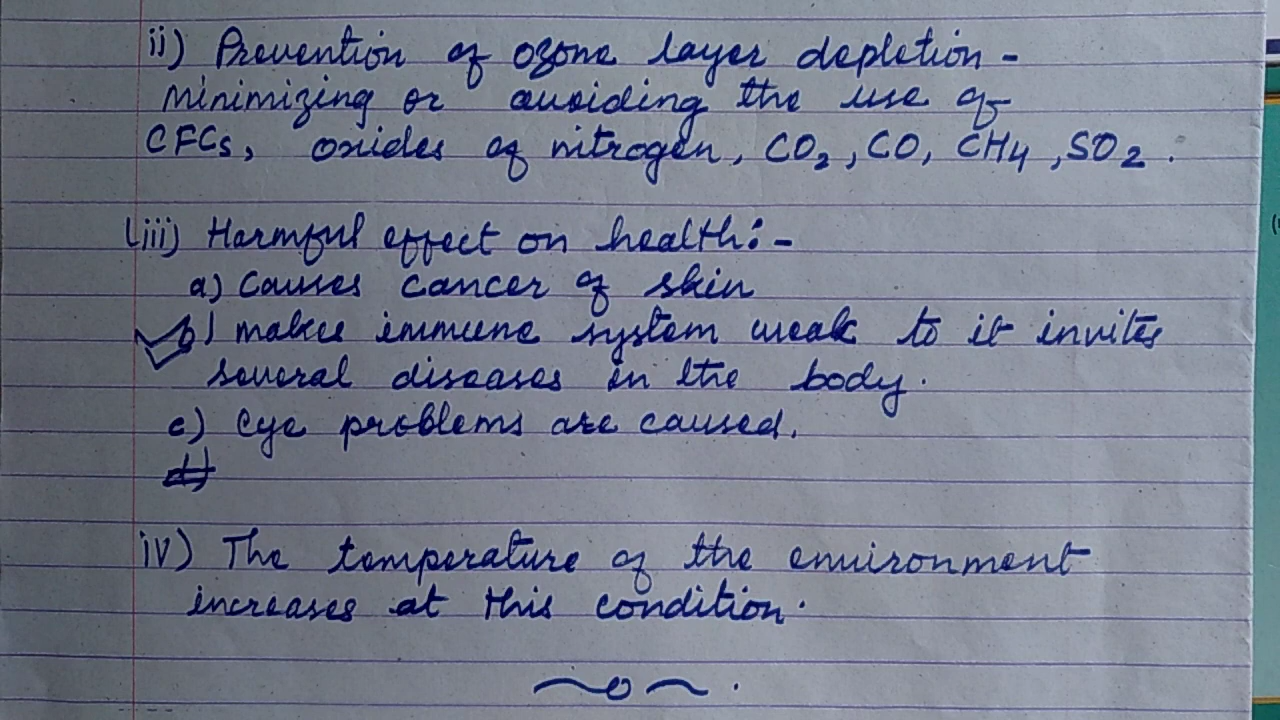 ii) Prevention of ozone layer depletion -
Minimizing or avoiding the use of
CFCs, oxides of nitrogen, CO₂, CO, CH₄, SO₂.
(iii) Harmful effect on health:-
a) Causes cancer of skin
b) makes immune system weak to it invites
several diseases in the body.
c) Eye problems are caused.
d)
iv) The temperature of the environment
increases at this condition.